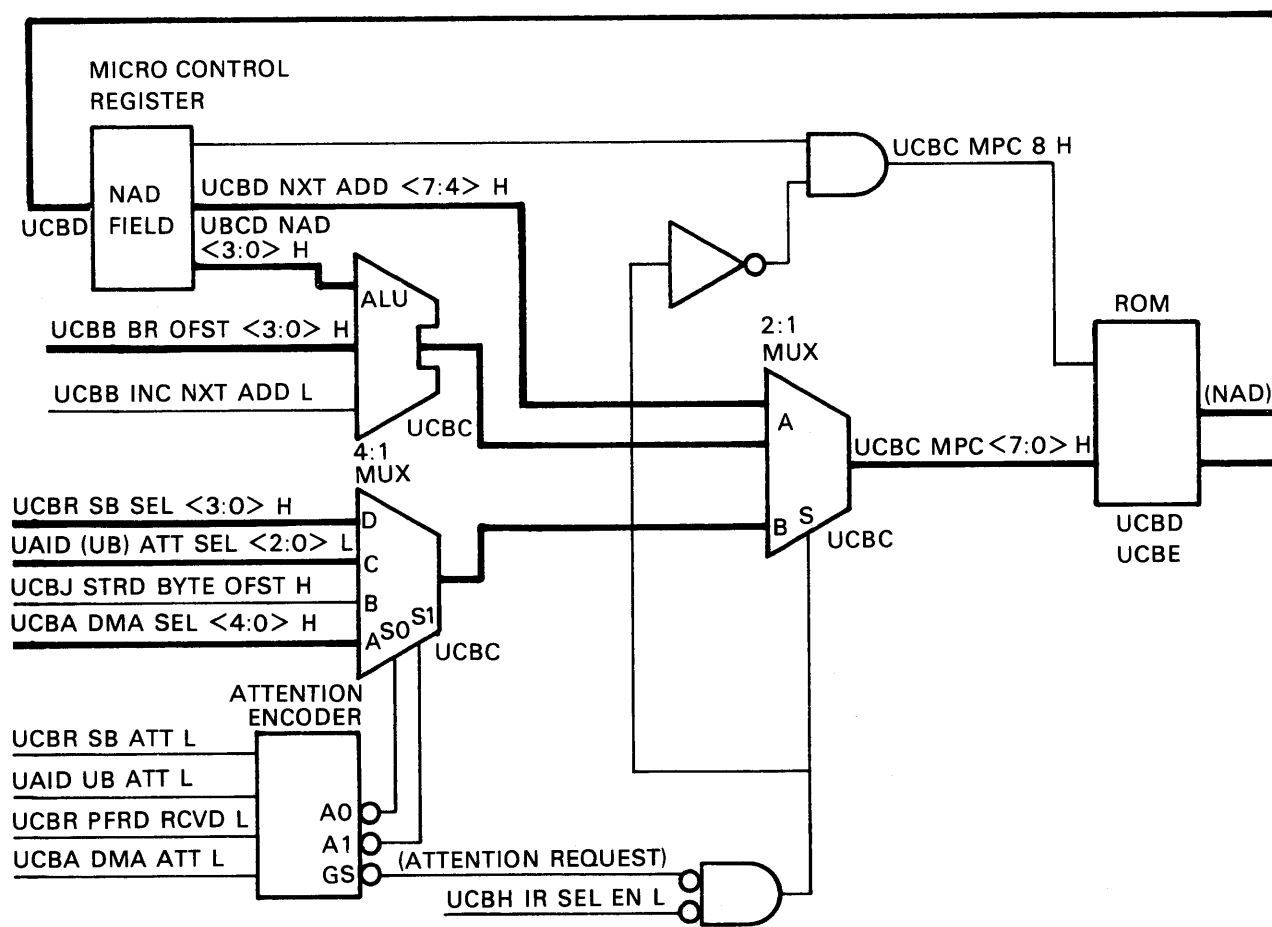 MICRO CONTROL
REGISTER
NAD
FIELD
UCBD
UCBD NXT ADD <7:4> H
UBCD NAD
<3:0> H
UCBC MPC 8 H
ALU
UCBB BR OFST <3:0> H
UCBB INC NXT ADD L
UCBC
2:1
MUX
A
B
S
UCBC
UCBC MPC <7:0> H
ROM
(NAD)
UCBD
UCBE
4:1
MUX
UCBR SB SEL <3:0> H
D
UAID (UB) ATT SEL <2:0> L
C
UCBJ STRD BYTE OFST H
B
UCBA DMA SEL <4:0> H
A
S0
S1
UCBC
ATTENTION
ENCODER
UCBR SB ATT L
UAID UB ATT L
UCBR PFRD RCVD L
UCBA DMA ATT L
A0
A1
GS
(ATTENTION REQUEST)
UCBH IR SEL EN L